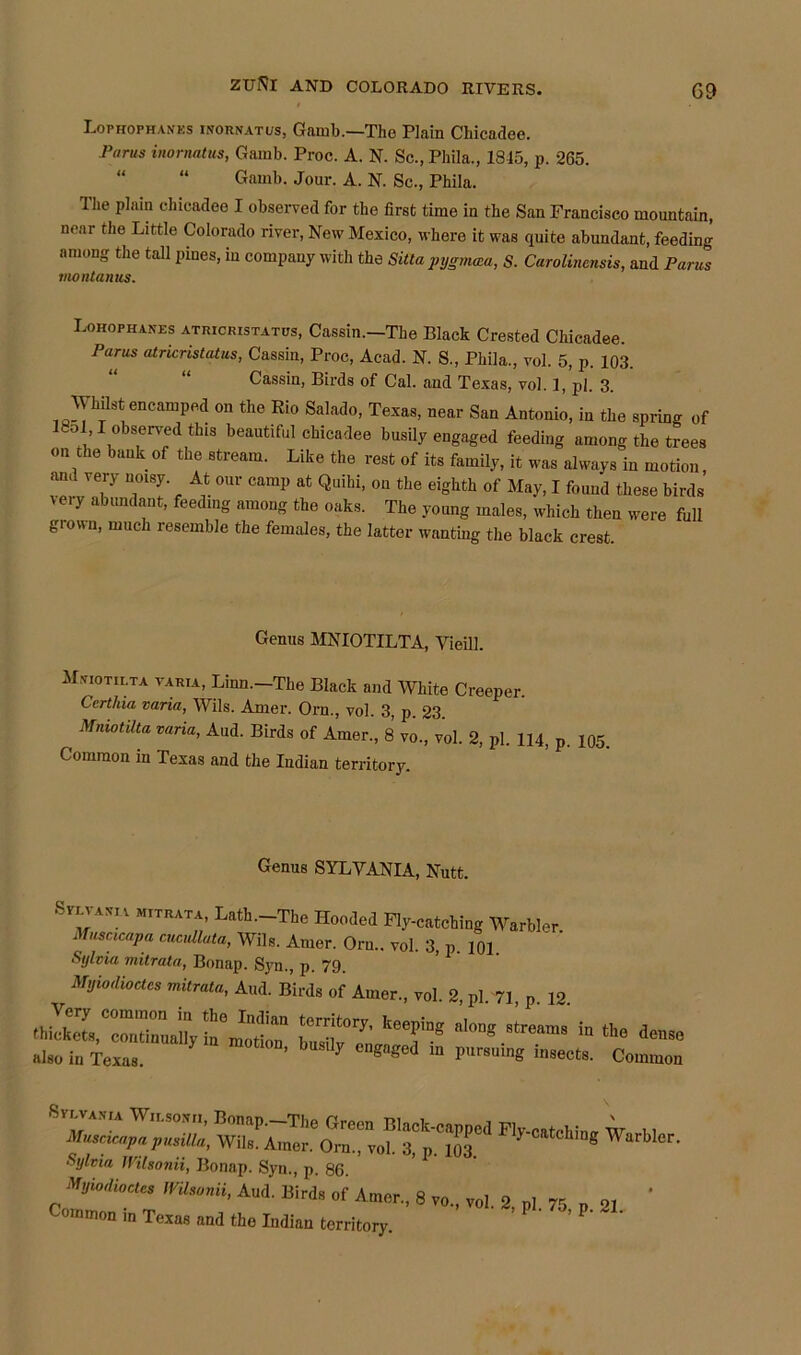 ZUÑI AND COLORADO RIVERS. 69
Lophophanes inornatus, Gamb.—The Plain Chicadee.
Parus inornatus, Gamb. Proc. A. N. Sc., Phila., 1845, p. 265.
“ “ Gamb. Jour. A. N. Sc., Phila.
The plain chicadee I observed for the first time in the San Francisco mountain,
near the Little Colorado river, New Mexico, where it was quite abundant, feeding
among the tall pines, in company with the Sitta pygmæa, S. Carolinensis, and Parus
montanus.
Lohophanes atricristatus, Cassin.—The Black Crested Chicadee.
Parus atricristatus, Cassin, Proc, Acad. N. S., Phila., vol. 5, p. 103.
“ “ Cassin, Birds of Cal. and Texas, vol. 1, pl. 3.
Whilst encamped on the Rio Salado, Texas, near San Antonio, in the spring of
1851, I observed this beautiful chicadee busily engaged feeding among the trees
on the bank of the stream. Like the rest of its family, it was always in motion,
and very noisy. At our camp at Quihi, on the eighth of May, I found these birds
very abundant, feeding among the oaks. The young males, which then were full
grown, much resemble the females, the latter wanting the black crest.
Genus MNIOTILTA, Vieill.
Mniotilta varia, Linn.—The Black and White Creeper.
Certhia varia, Wils. Amer. Orn., vol. 3, p. 23.
Mniotilta varia, Aud. Birds of Amer., 8 vo., vol. 2, pl. 114, p. 105.
Common in Texas and the Indian territory.
Genus SYLVANIA, Nutt.
Sylvania mitrata, Lath.—The Hooded Fly-catching Warbler.
Muscicapa cucullata, Wils. Amer. Orn.. vol. 3, p. 101.
Sylvia mitrata, Bonap. Syn., p. 79.
Myiodioctes mitrata, Aud. Birds of Amer., vol. 2, pl. 71, p. 12.
Very common in the Indian territory, keeping along streams in the dense
thickets, continually in motion, busily engaged in pursuing insects. Common
also in Texas.
Sylvania Wilsonii, Bonap.—The Green Black-capped Fly-catching Warbler.
Muscicapa pusilla, Wils. Amer. Orn., vol. 3, p. 103.
Sylvia Wilsonii, Bonap. Syn., p. 86.
Myiodioctes Wilsonii, Aud. Birds of Amer., 8 vo., vol. 2, pl. 75, p. 21.
Common in Texas and the Indian territory.